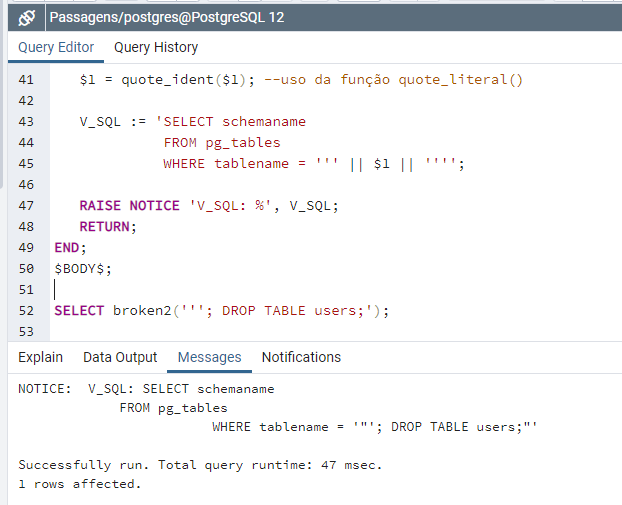 Passagens/postgres@PostgreSQL 12
Query Editor Query History
41 $1 = quote_ident($1); --uso da função quote_literal()
42
43 V_SQL := 'SELECT schemaname
44 FROM pg_tables
45 WHERE tablename = ''' || $1 || '''';
46
47 RAISE NOTICE 'V_SQL: %', V_SQL;
48 RETURN;
49 END;
50 $BODY$;
51
52 SELECT broken2('''; DROP TABLE users;');
53
Explain Data Output Messages Notifications
NOTICE: V_SQL: SELECT schemaname
FROM pg_tables
WHERE tablename = '"'; DROP TABLE users;"'
Successfully run. Total query runtime: 47 msec.
1 rows affected.